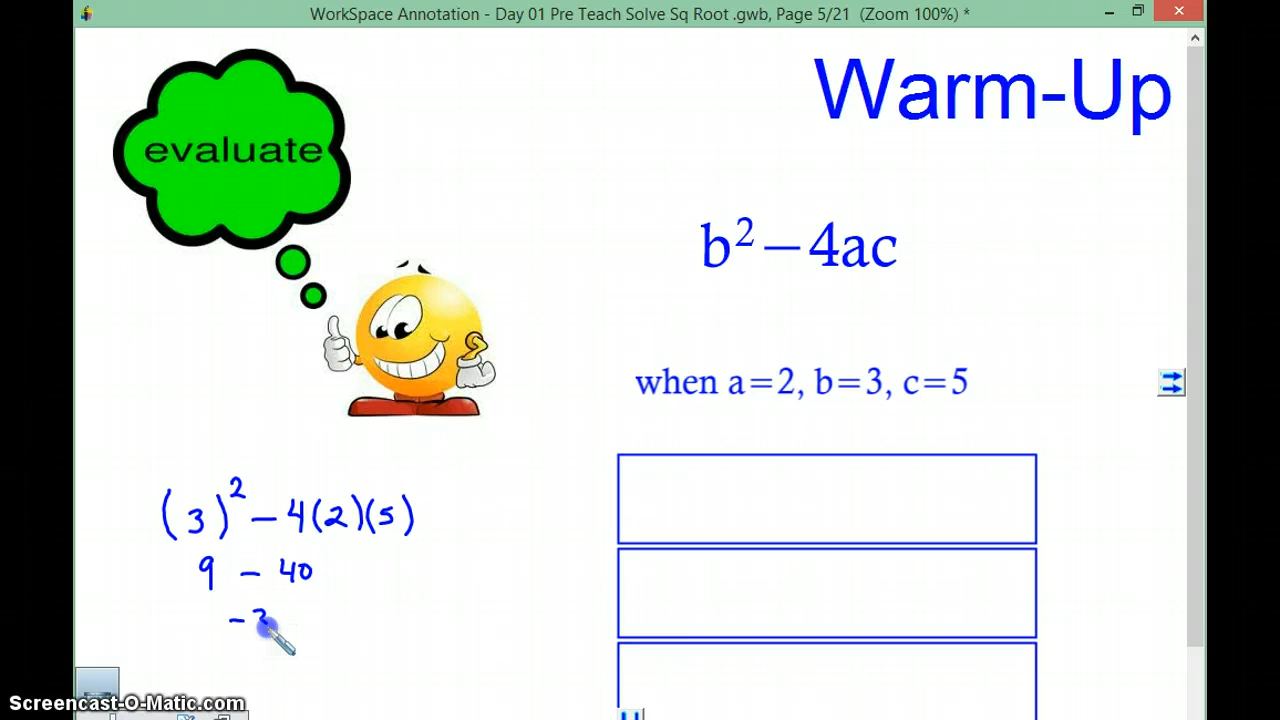 WorkSpace Annotation - Day 01 Pre Teach Solve Sq Root .gwb, Page 5/21 (Zoom 100%) *
Warm-Up
evaluate
b² − 4ac
when a=2, b=3, c=5
(3)² − 4(2)(5)
9 − 40
Screencast-O-Matic.com